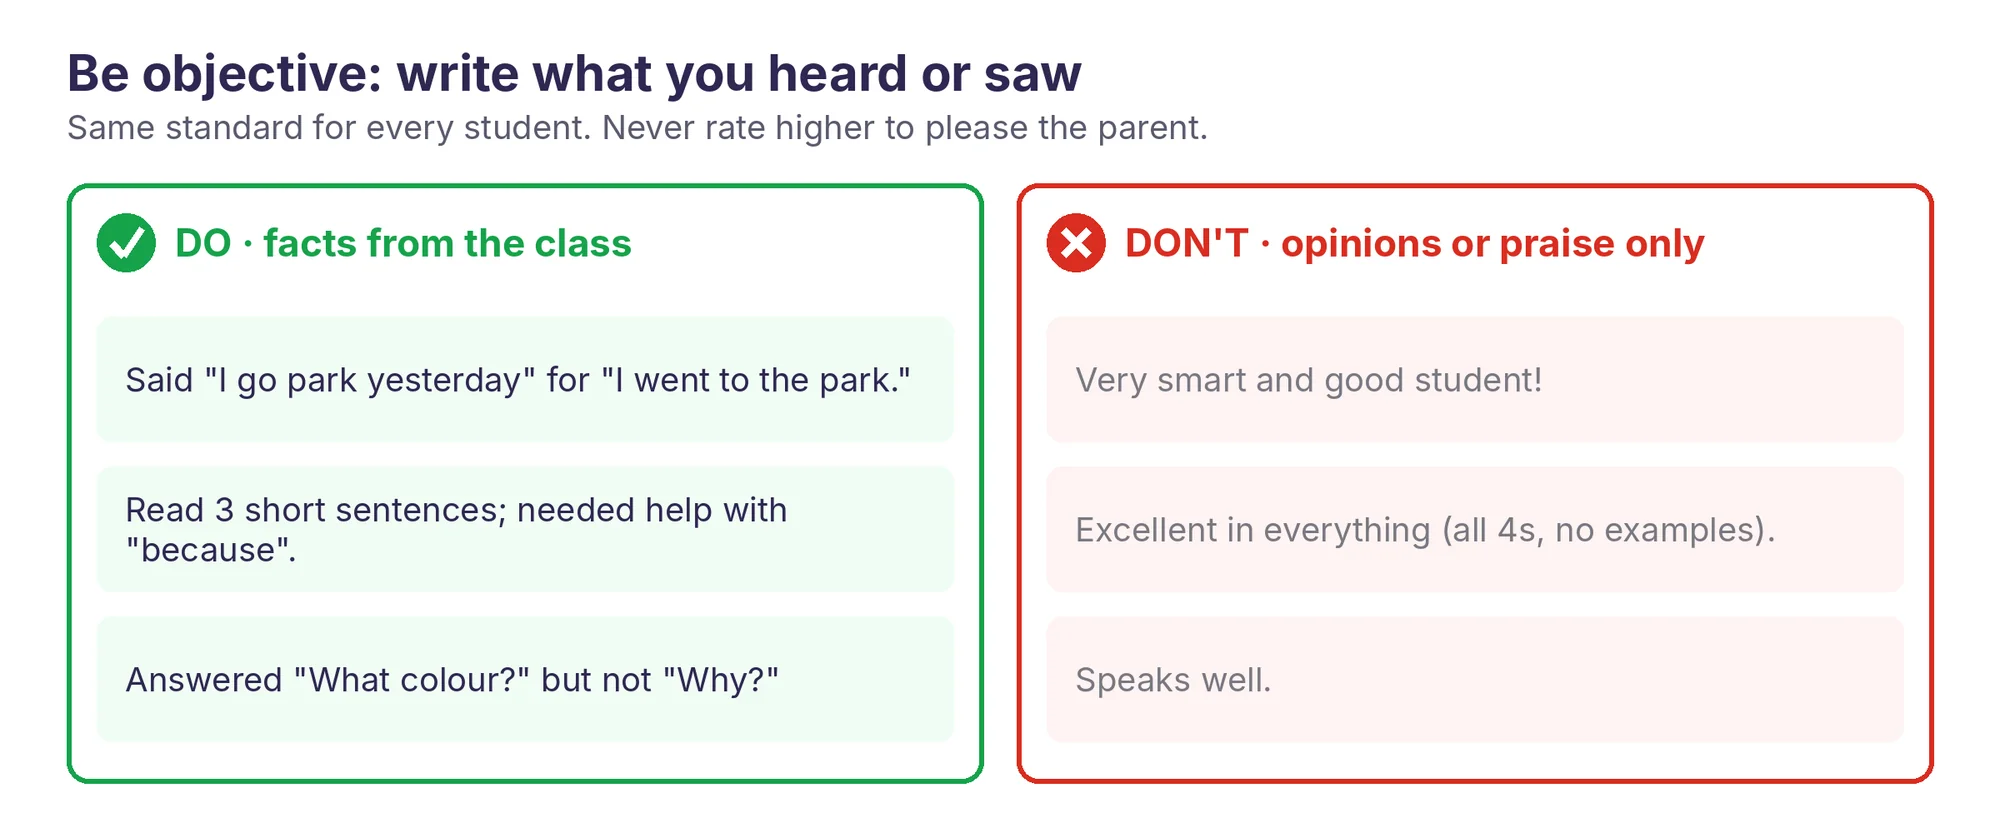 Be objective: write what you heard or saw
Same standard for every student. Never rate higher to please the parent.
DO · facts from the class
Said "I go park yesterday" for "I went to the park."
Read 3 short sentences; needed help with
"because".
Answered "What colour?" but not "Why?"
DON'T · opinions or praise only
Very smart and good student!
Excellent in everything (all 4s, no examples).
Speaks well.